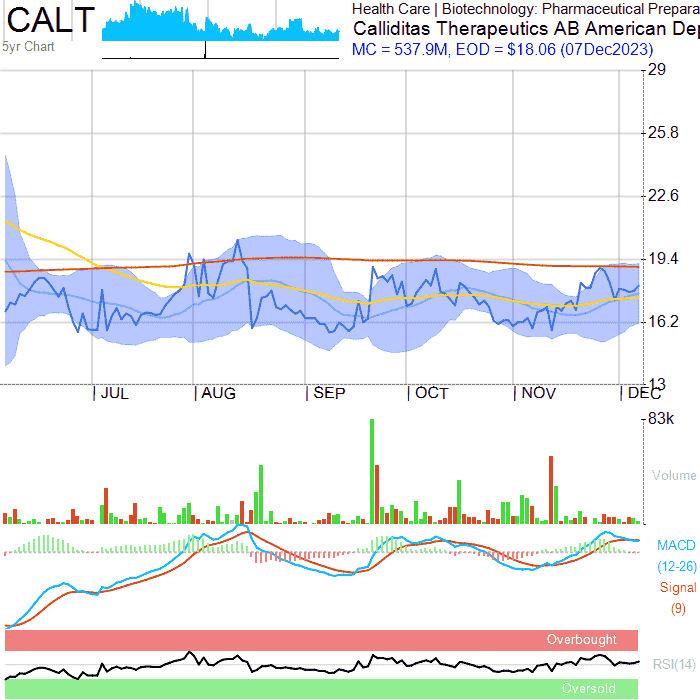 CALT
5yr Chart
Health Care | Biotechnology: Pharmaceutical Prepara
Calliditas Therapeutics AB American De
MC = 537.9M, EOD = $18.06 (07Dec2023)
29
25.8
22.6
19.4
16.2
13
JUL AUG SEP OCT NOV DEC
83k
Volume
MACD
(12-26)
Signal
(9)
Overbought
RSI(14)
Oversold